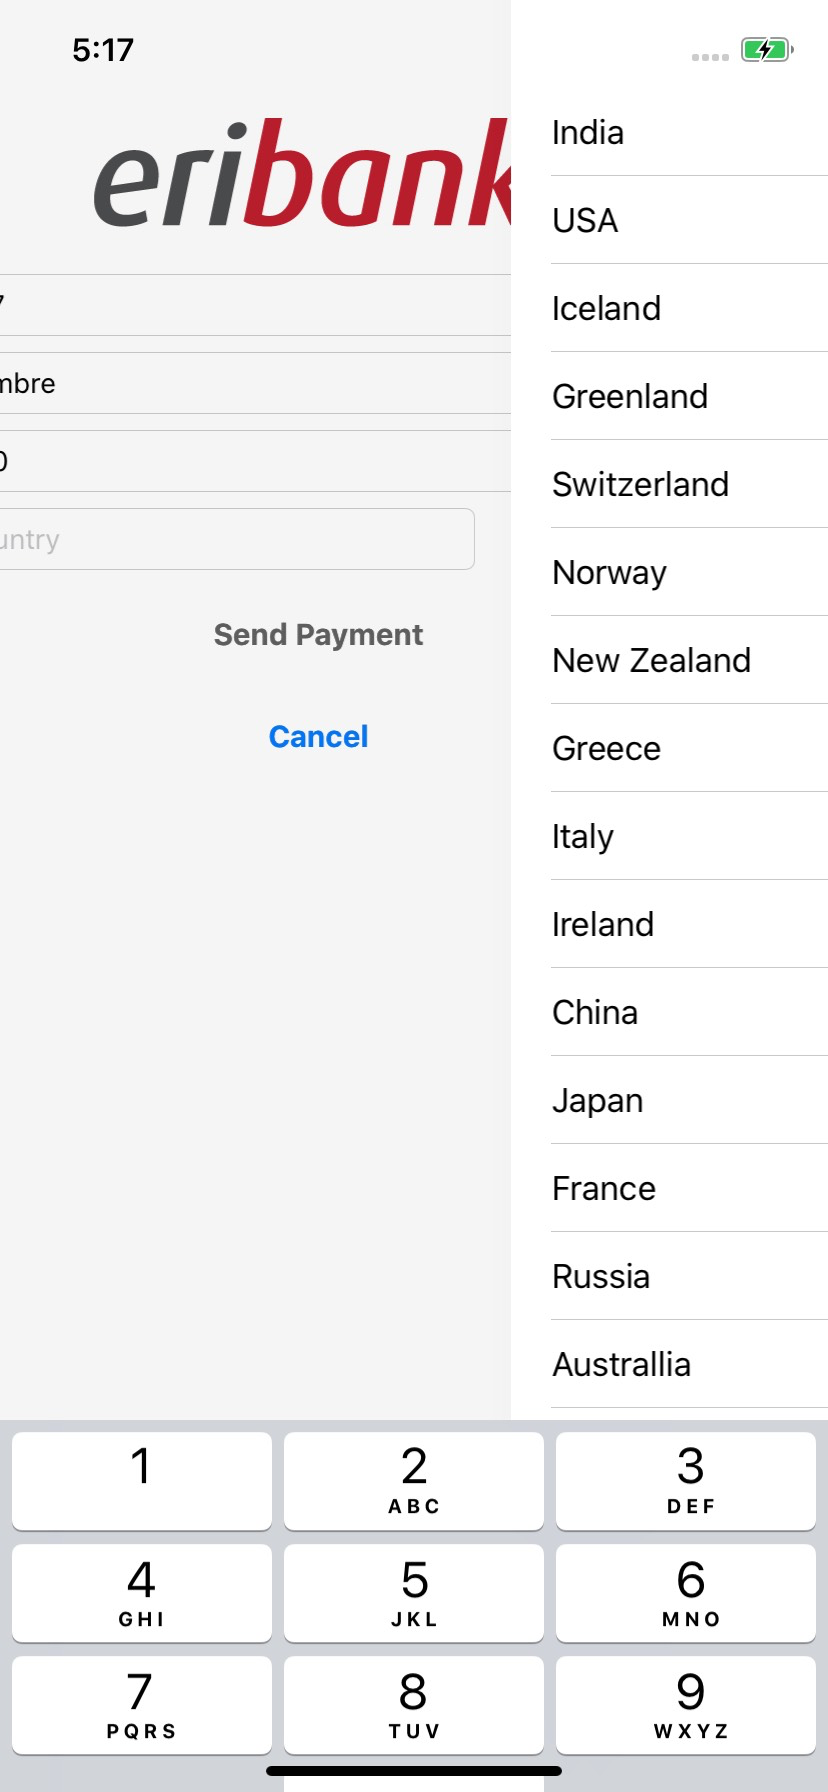 5:17
eribank
India
USA
Iceland
mbre
Greenland
0
Switzerland
untry
Norway
Send Payment
New Zealand
Cancel
Greece
Italy
Ireland
China
Japan
France
Russia
Australlia
1
2
ABC
3
DEF
4
GHI
5
JKL
6
MNO
7
PQRS
8
TUV
9
WXYZ